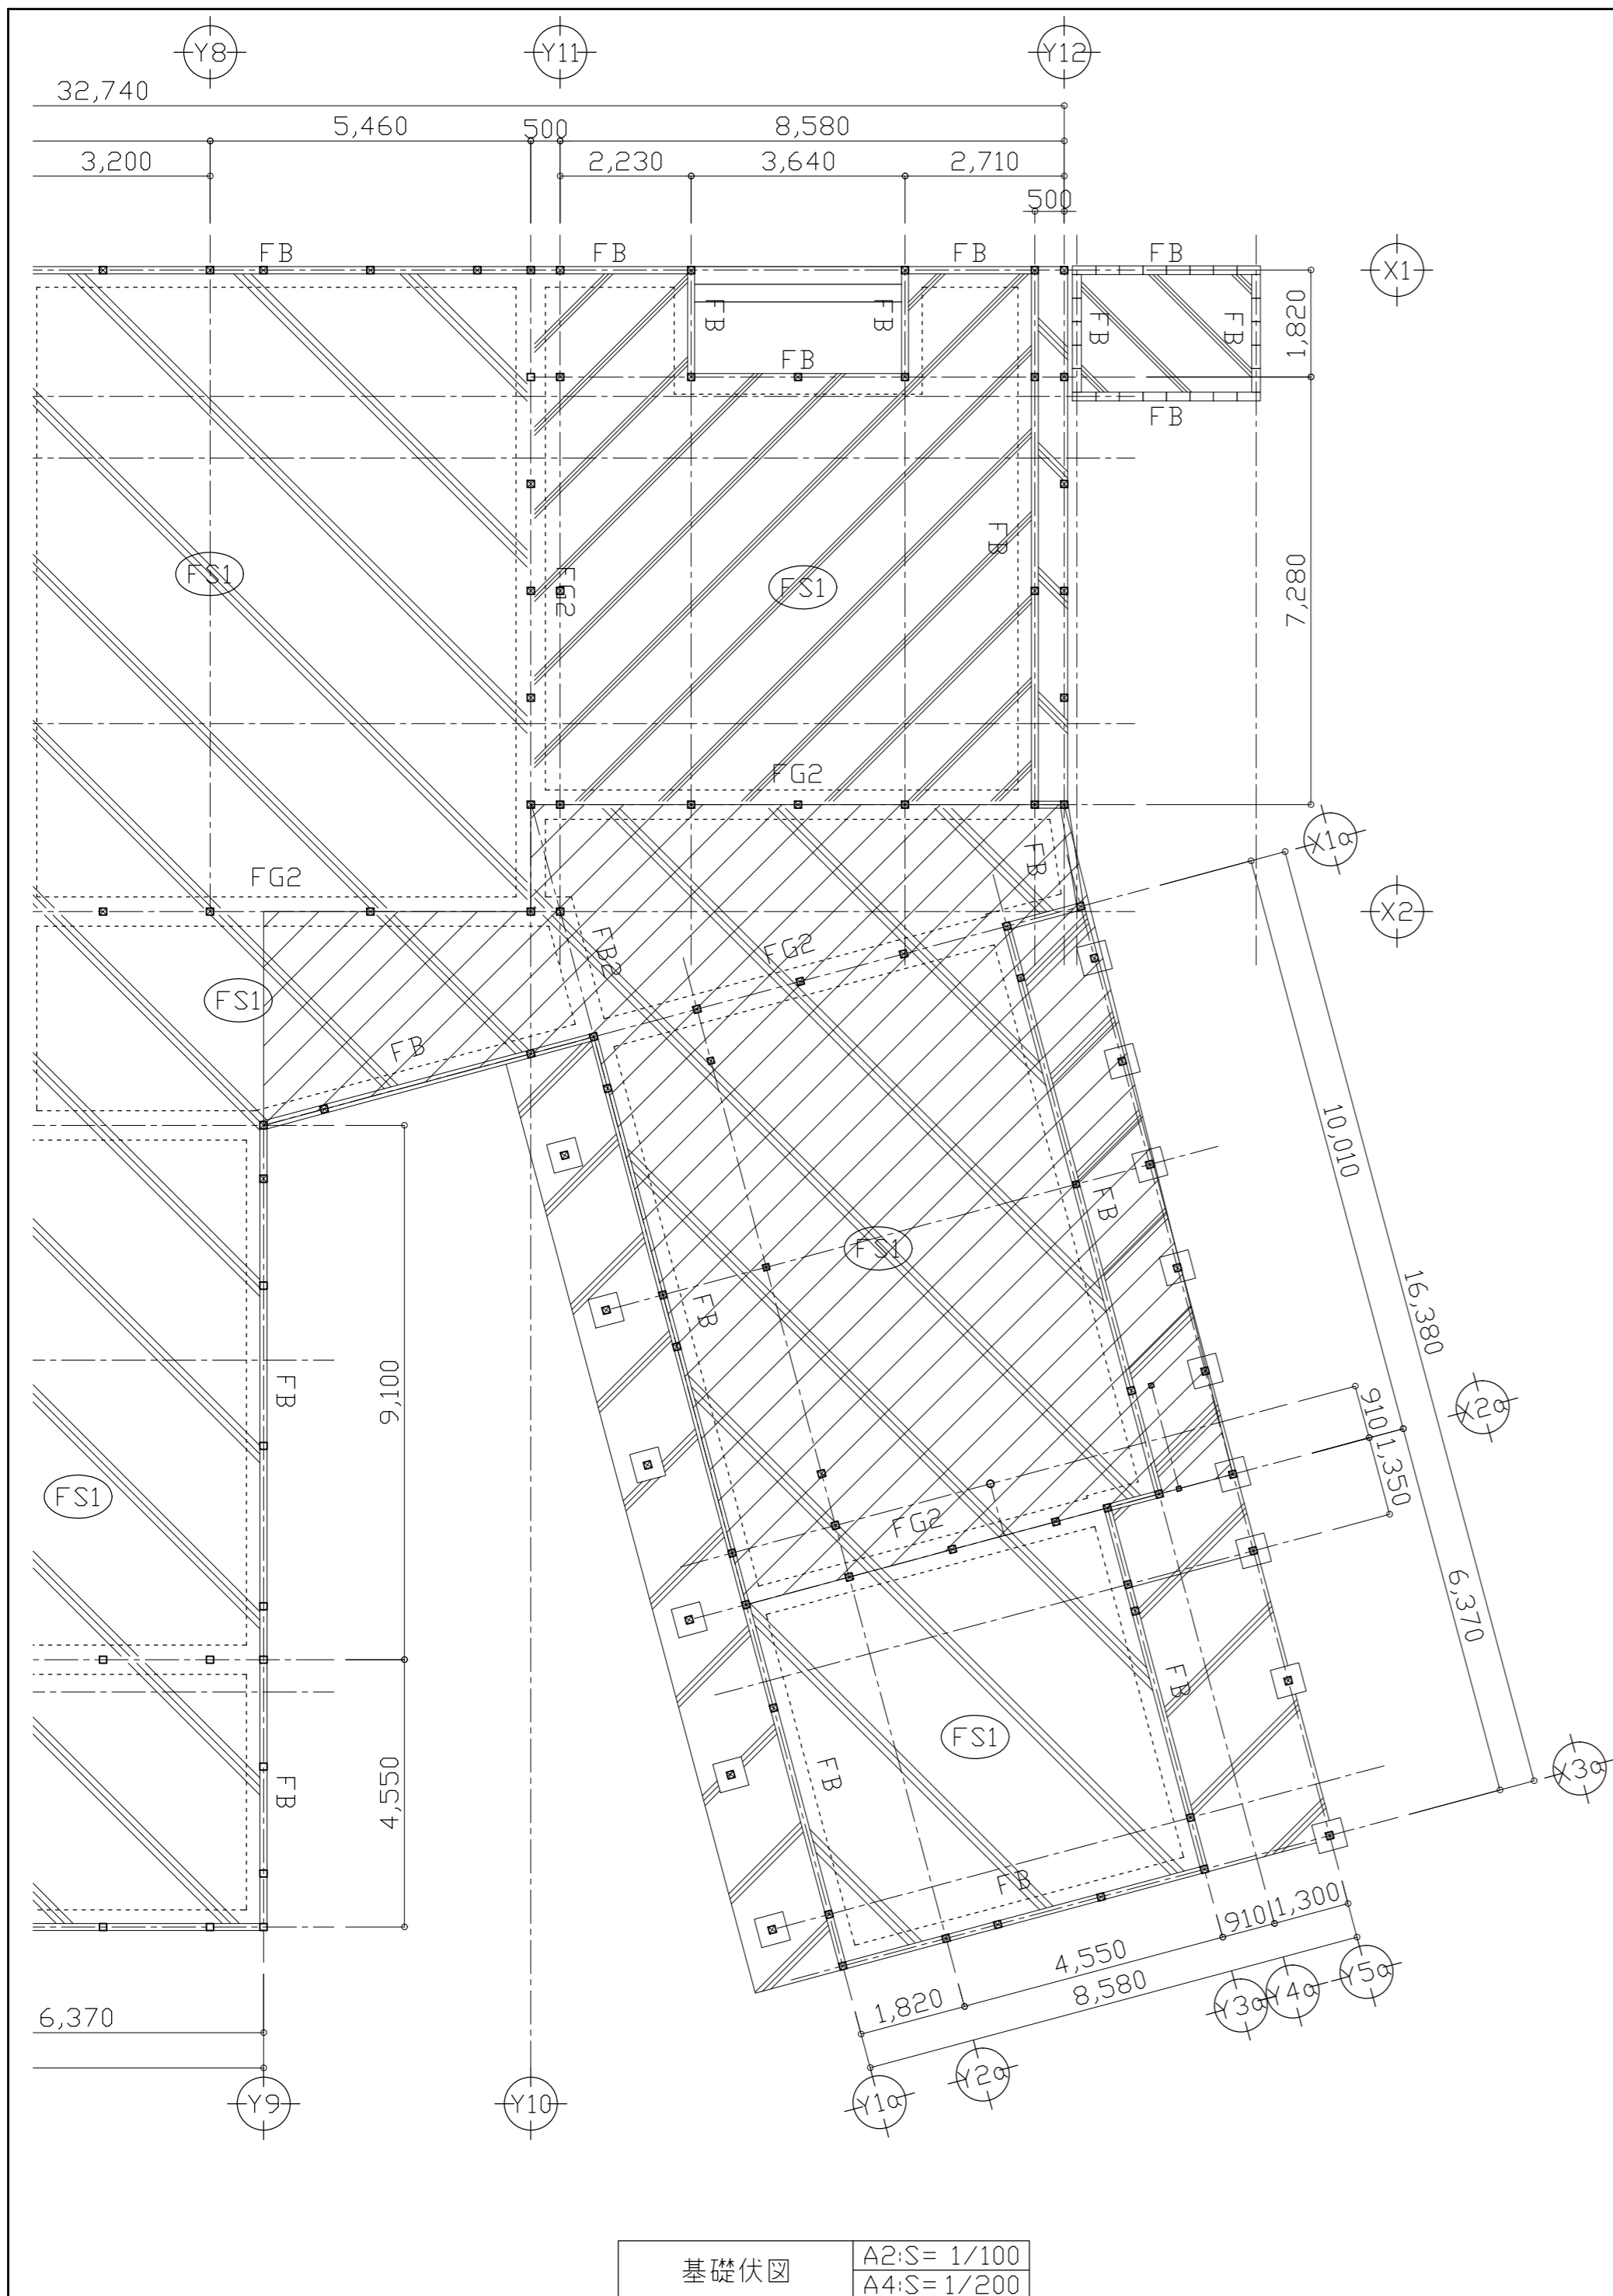 Y8 Y11 Y12
32,740
5,460 500 8,580
3,200 2,230 3,640 2,710
500
FB FB FB FB
X1
FB FB FB FB
1,820
FB
FB
FS1 FG2 FS1 FB
7,280
FG2
X1a
FB
FG2
X2
FB2 FG2
FS1
FB
10,010
FB
FS1
FB
16,380
FB
9,100
910
X2a
1,350
FS1
FG2
6,370
FB
FS1
FB
X3a
FB
4,550
FB
910 1,300
4,550
1,820 8,580
Y5a
Y4a
Y3a
6,370
Y2a
Y9 Y10 Y1a
基礎伏図
A2:S= 1/100
A4:S= 1/200